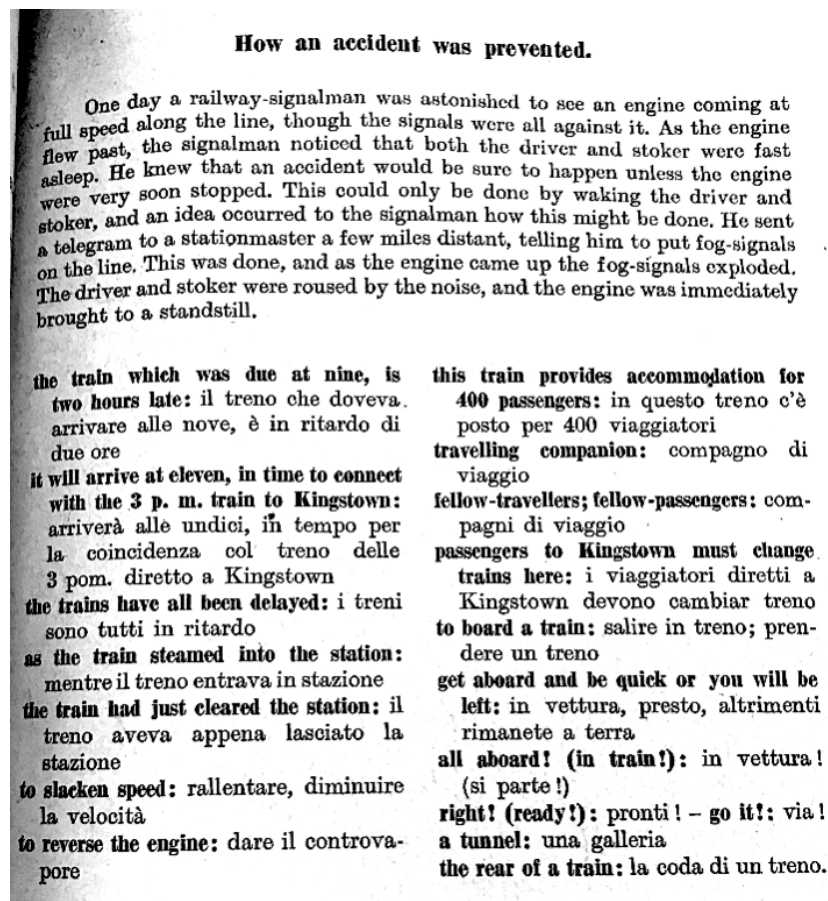 How an accident was prevented.
One day a railway-signalman was astonished to see an engine coming at
full speed along the line, though the signals were all against it. As the engine
flew past, the signalman noticed that both the driver and stoker were fast
asleep. He knew that an accident would be sure to happen unless the engine
were very soon stopped. This could only be done by waking the driver and
stoker, and an idea occurred to the signalman how this might be done. He sent
a telegram to a stationmaster a few miles distant, telling him to put fog-signals
on the line. This was done, and as the engine came up the fog-signals exploded.
The driver and stoker were roused by the noise, and the engine was immediately
brought to a standstill.
the train which was due at nine, is
two hours late: il treno che doveva
arrivare alle nove, è in ritardo di
due ore
it will arrive at eleven, in time to connect
with the 3 p. m. train to Kingstown:
arriverà alle undici, in tempo per
la coincidenza col treno delle
3 pom. diretto a Kingstown
the trains have all been delayed: i treni
sono tutti in ritardo
as the train steamed into the station:
mentre il treno entrava in stazione
the train had just cleared the station: il
treno aveva appena lasciato la
stazione
to slacken speed: rallentare, diminuire
la velocità
to reverse the engine: dare il controva-
pore
this train provides accommodation for
400 passengers: in questo treno c'è
posto per 400 viaggiatori
travelling companion: compagno di
viaggio
fellow-travellers; fellow-passengers: com-
pagni di viaggio
passengers to Kingstown must change
trains here: i viaggiatori diretti a
Kingstown devono cambiar treno
to board a train: salire in treno; pren-
dere un treno
get aboard and be quick or you will be
left: in vettura, presto, altrimenti
rimanete a terra
all aboard! (in train!): in vettura!
(si parte!)
right! (ready!): pronti! – go it!: via!
a tunnel: una galleria
the rear of a train: la coda di un treno.